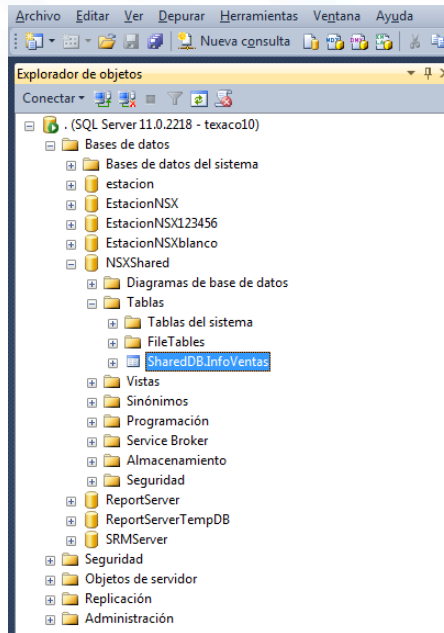 Archivo Editar Ver Depurar Herramientas Ventana Ayuda
Nueva consulta
Explorador de objetos
Conectar
. (SQL Server 11.0.2218 - texaco10)
Bases de datos
Bases de datos del sistema
estacion
EstacionNSX
EstacionNSX123456
EstacionNSXblanco
NSXShared
Diagramas de base de datos
Tablas
Tablas del sistema
FileTables
SharedDB.InfoVentas
Vistas
Sinónimos
Programación
Service Broker
Almacenamiento
Seguridad
ReportServer
ReportServerTempDB
SRMServer
Seguridad
Objetos de servidor
Replicación
Administración